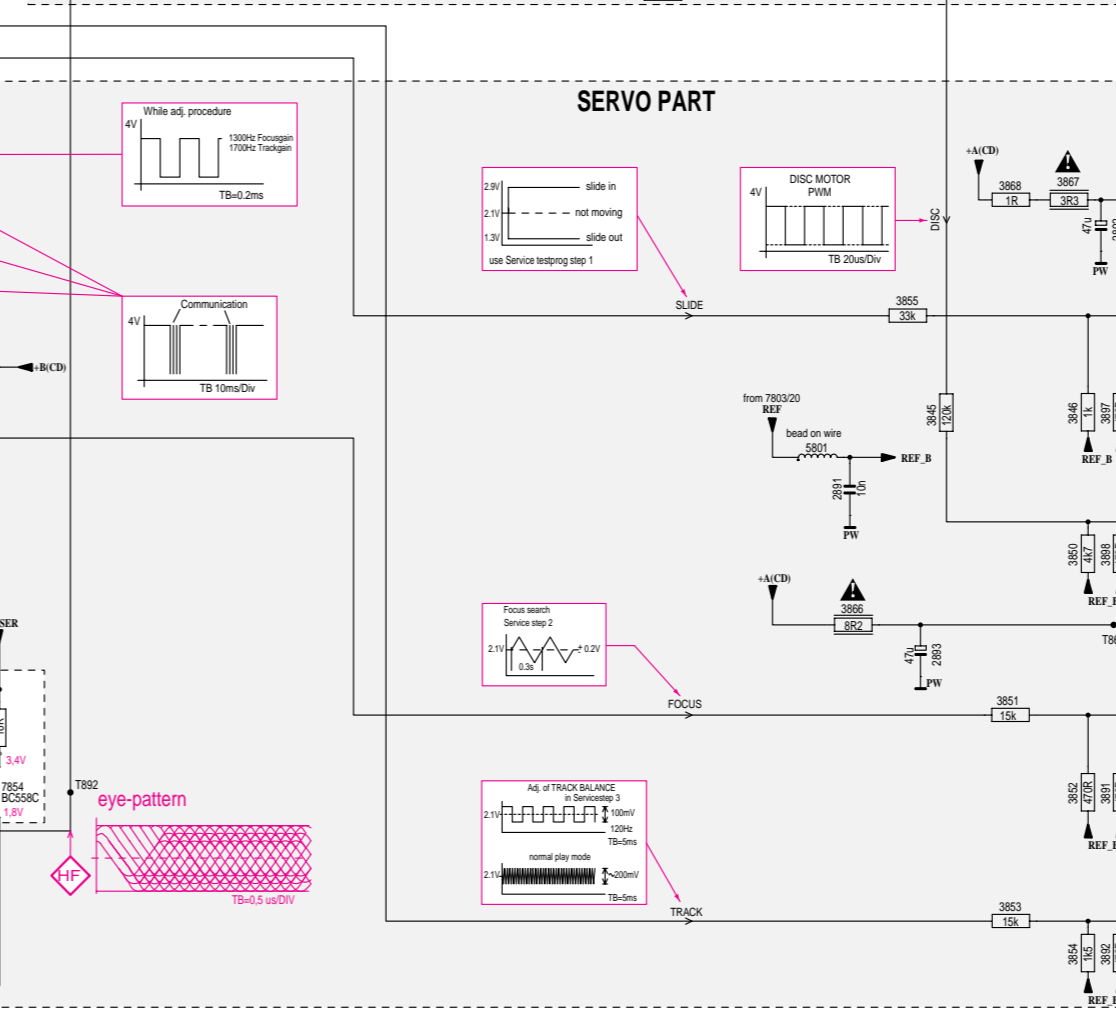 SERVO PART
While adj. procedure
4V
1300Hz Focusgain
1700Hz Trackgain
TB=0.2ms
2.9V
slide in
2.1V
not moving
1.3V
slide out
use Service testprog step 1
DISC MOTOR
PWM
4V
TB 20us/Div
DISC
+A(CD)
3868
1R
3867
3R3
47u
PW
Communication
4V
TB 10ms/Div
SLIDE
3855
33k
+B(CD)
from 7803/20
REF
bead on wire
5801
REF_B
2891
10n
PW
3845
120k
3846
1k
3897
REF_B
3850
4k7
3898
+A(CD)
3866
8R2
47u
2893
PW
Focus search
Service step 2
2.1V
± 0.2V
0.3s
FOCUS
3851
15k
3852
470R
3891
3,4V
7854
BC558C
1,8V
T892
eye-pattern
HF
TB=0,5 us/DIV
Adj. of TRACK BALANCE
in Servicestep 3
2.1V
100mV
120Hz
TB=5ms
normal play mode
2.1V
~200mV
TB=5ms
TRACK
3853
15k
3854
1k5
3892